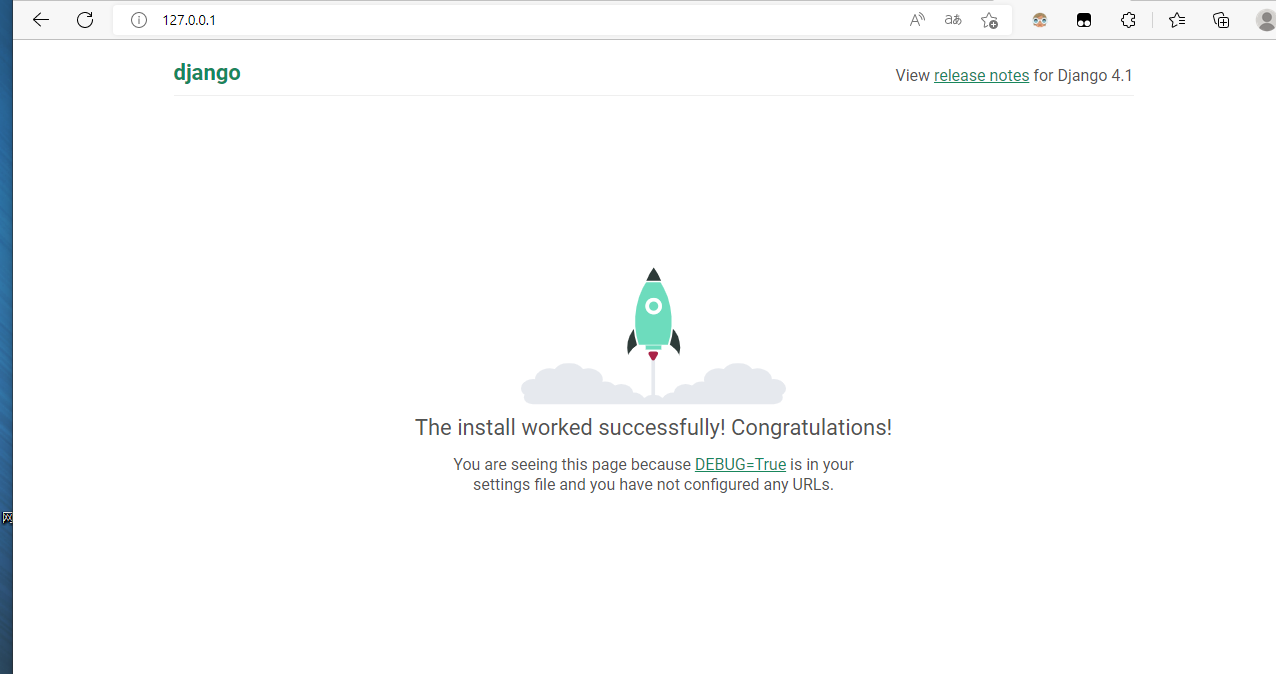 127.0.0.1
django
View release notes for Django 4.1
The install worked successfully! Congratulations!
You are seeing this page because DEBUG=True is in your
settings file and you have not configured any URLs.
网